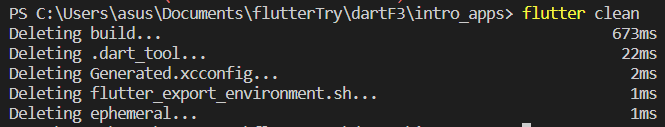 PS C:\Users\asus\Documents\flutterTry\dartF3\intro_apps> flutter clean
Deleting build... 673ms
Deleting .dart_tool... 22ms
Deleting Generated.xcconfig... 2ms
Deleting flutter_export_environment.sh... 1ms
Deleting ephemeral... 1ms